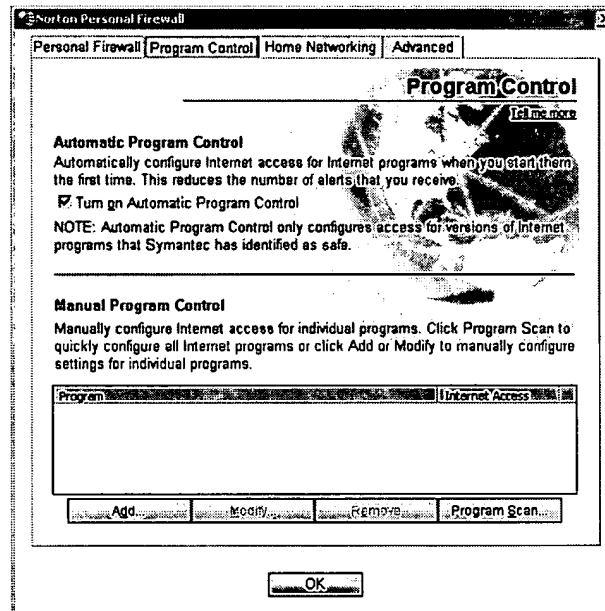 Norton Personal Firewall
Personal Firewall Program Control Home Networking Advanced
Program Control
Tell me more
Automatic Program Control
Automatically configure Internet access for Internet programs when you start them
the first time. This reduces the number of alerts that you receive.
Turn on Automatic Program Control
NOTE: Automatic Program Control only configures access for versions of Internet
programs that Symantec has identified as safe.
Manual Program Control
Manually configure Internet access for individual programs. Click Program Scan to
quickly configure all Internet programs or click Add or Modify to manually configure
settings for individual programs.
Program Internet Access
Add... Modify... Remove Program Scan...
OK